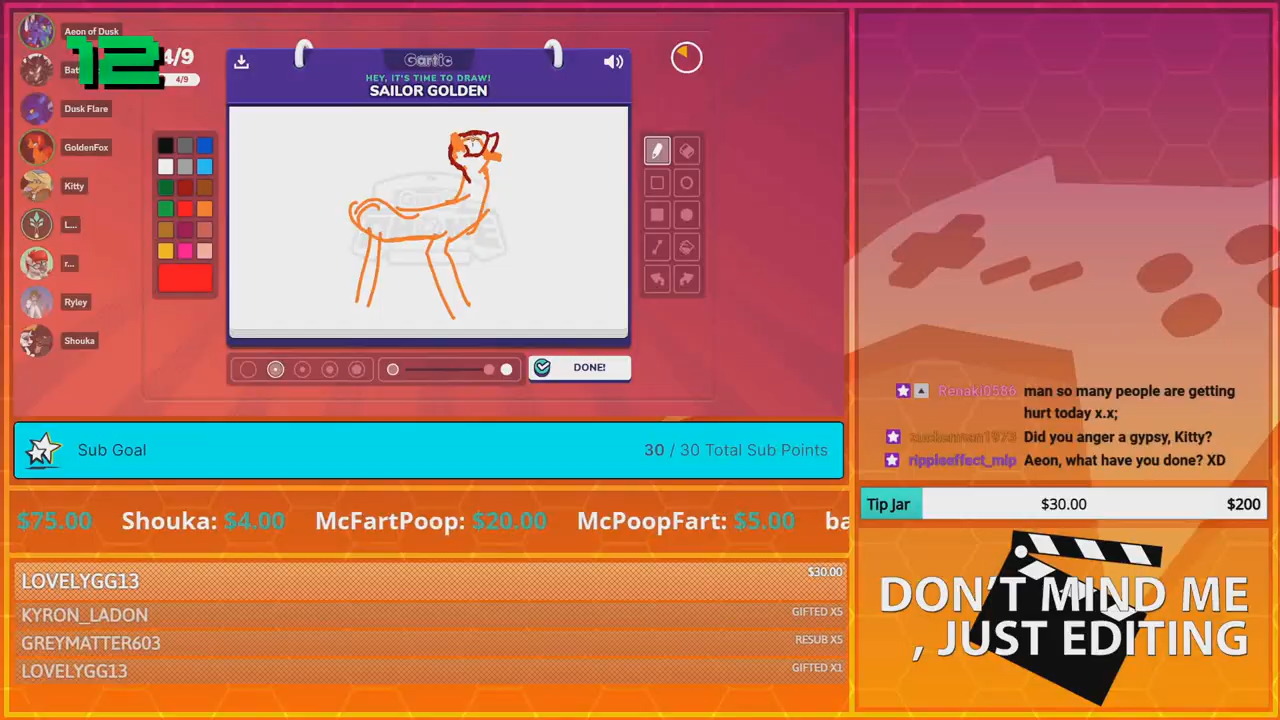 Aeon of Dusk
12
4/9
4/9
Dusk Flare
GoldenFox
Kitty
L...
r...
Ryley
Shouka
Gartic
HEY, IT'S TIME TO DRAW!
SAILOR GOLDEN
DONE!
Sub Goal
30 / 30 Total Sub Points
$75.00 Shouka: $4.00 McFartPoop: $20.00 McPoopFart: $5.00 ba
LOVELYGG13 $30.00
KYRON_LADON GIFTED X5
GREYMATTER603 RESUB X5
LOVELYGG13 GIFTED X1
Renaki0586 man so many people are getting
hurt today x.x;
zuckerman1973 Did you anger a gypsy, Kitty?
rippleeffect_mlp Aeon, what have you done? XD
Tip Jar $30.00 $200
DON'T MIND ME
, JUST EDITING